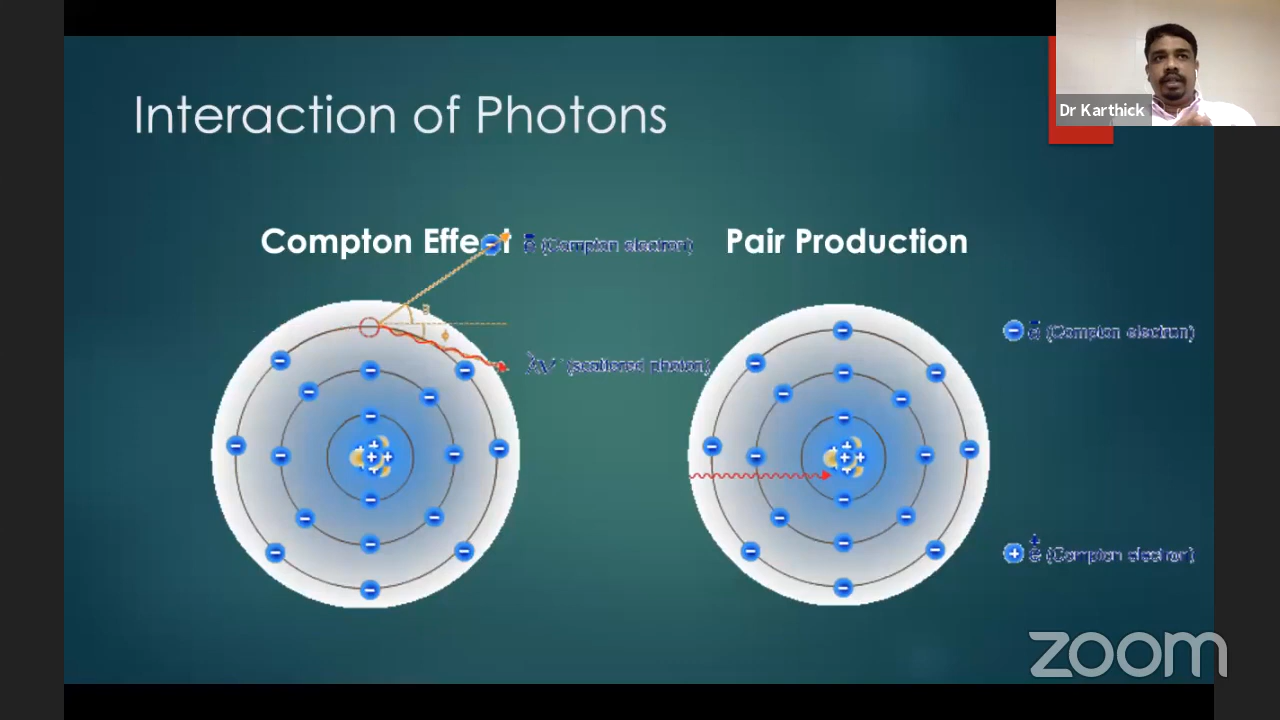 Dr Karthick
Interaction of Photons
Compton Effect
Pair Production
e (Compton electron)
(scattered photon)
(Compton electron)
e (Compton electron)
zoom